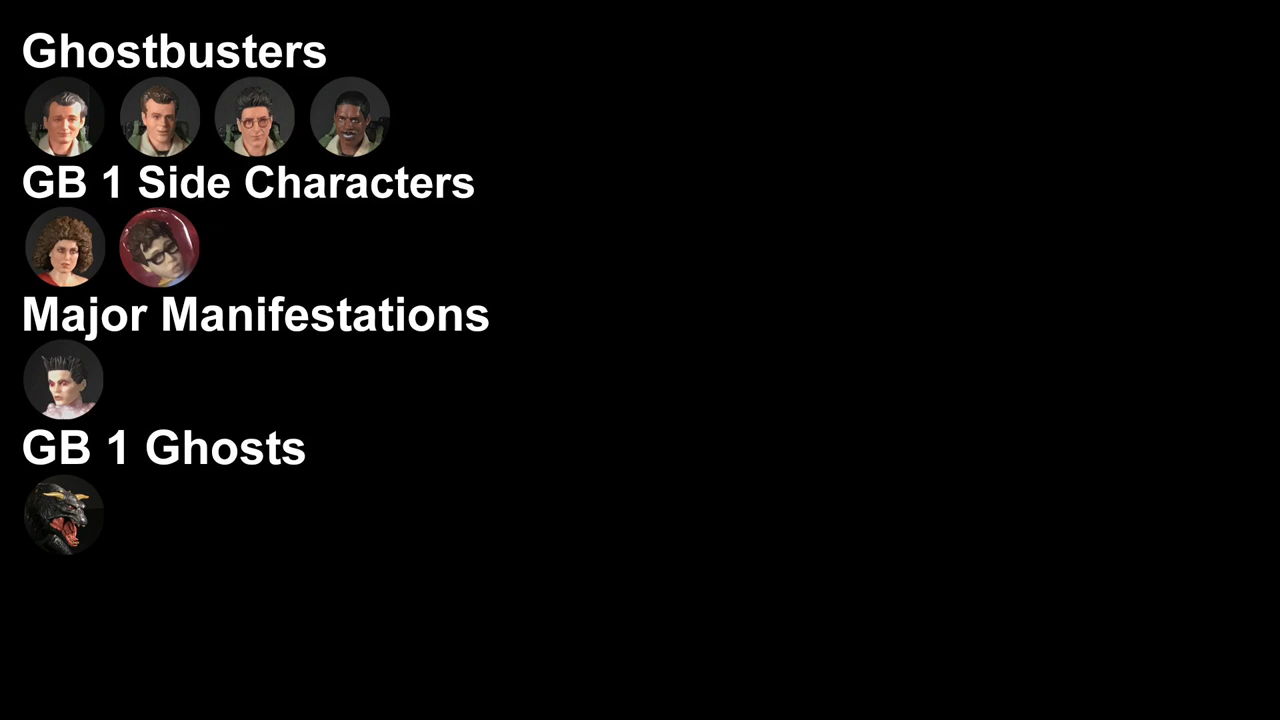 Ghostbusters
GB 1 Side Characters
Major Manifestations
GB 1 Ghosts